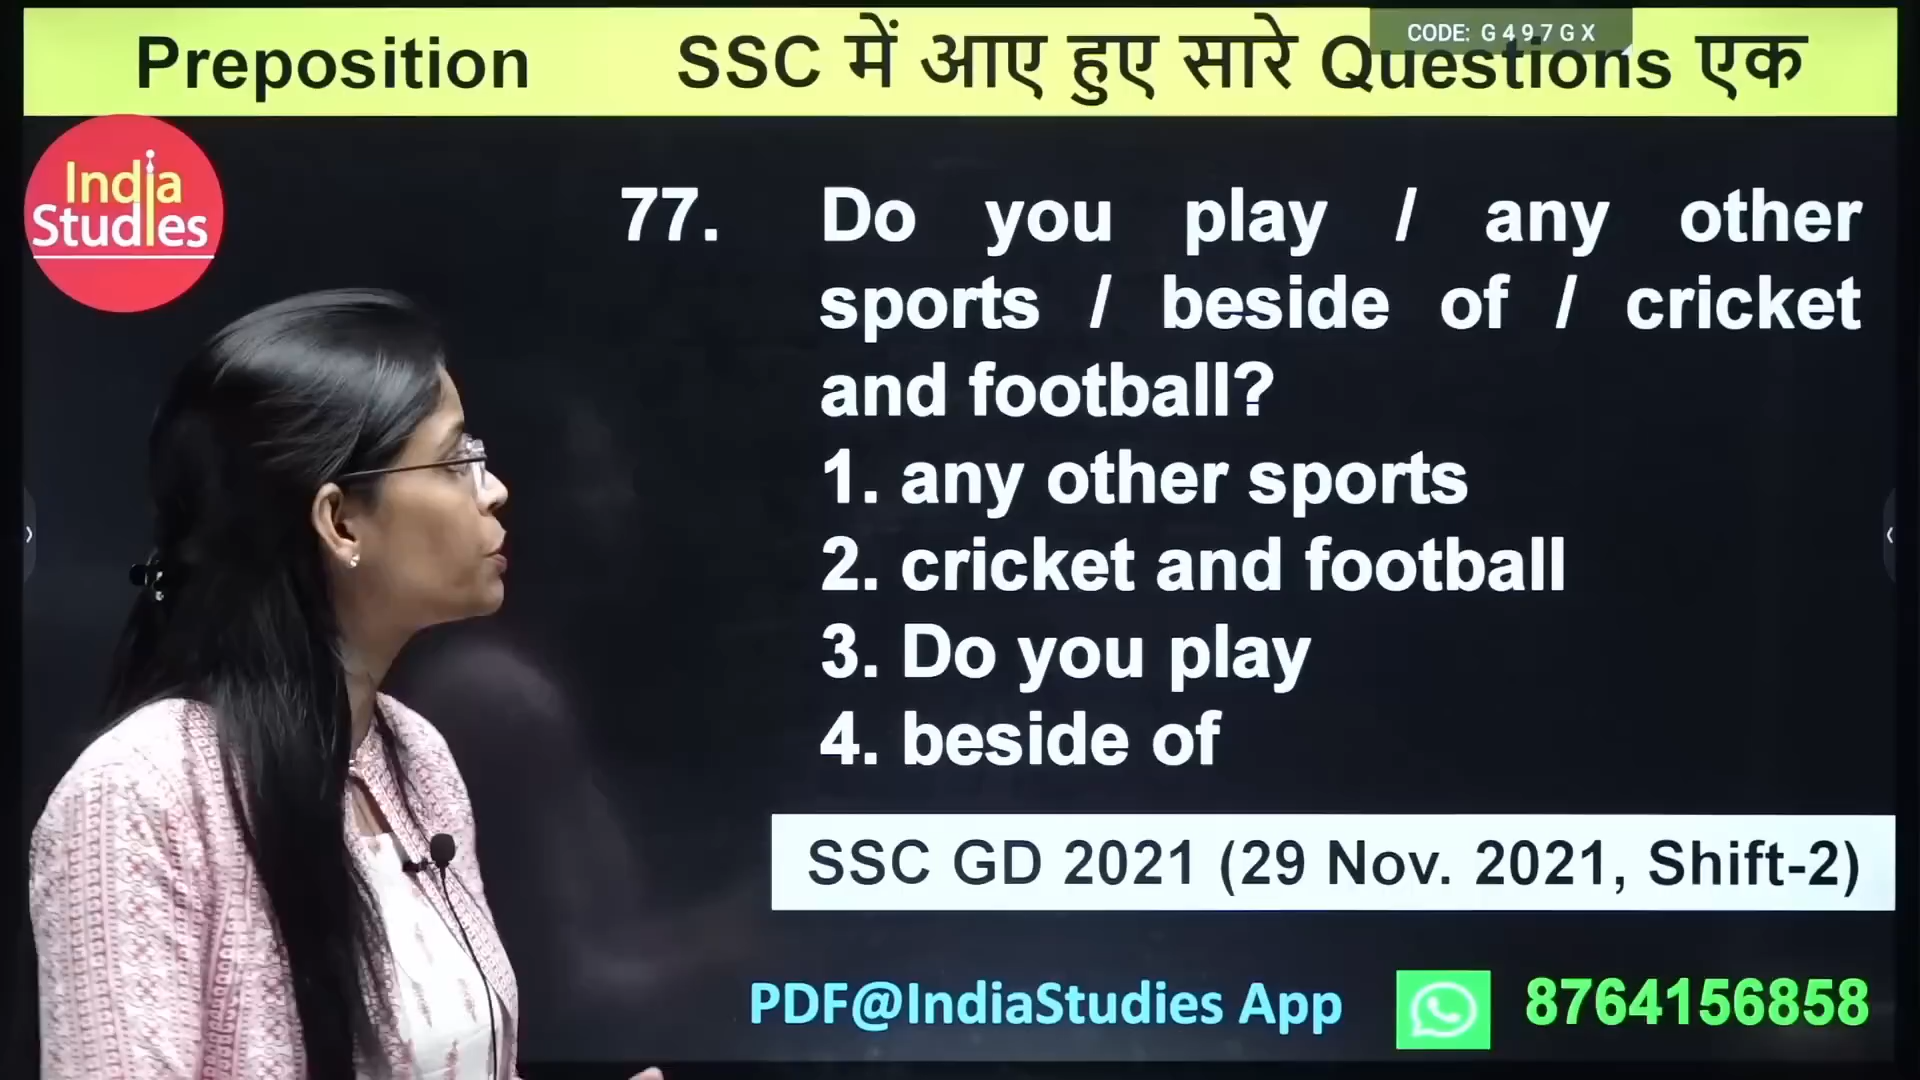 Preposition SSC में आए हुए सारे Questions एक
CODE: G 4 9 7 G X
India
Studies
77. Do you play / any other
sports / beside of / cricket
and football?
1. any other sports
2. cricket and football
3. Do you play
4. beside of
SSC GD 2021 (29 Nov. 2021, Shift-2)
PDF@IndiaStudies App 8764156858